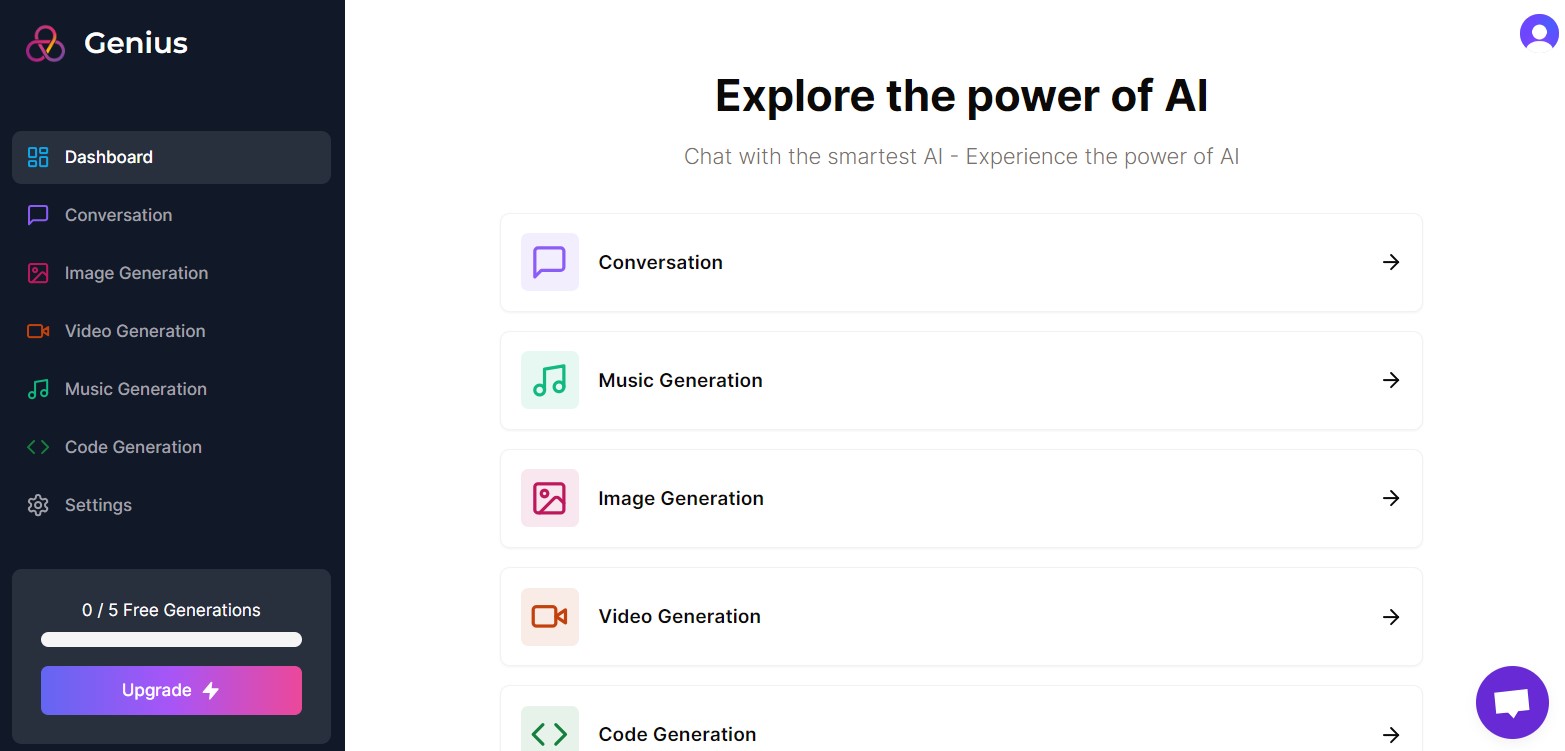 Genius
Dashboard
Conversation
Image Generation
Video Generation
Music Generation
Code Generation
Settings
0 / 5 Free Generations
Upgrade
Explore the power of AI
Chat with the smartest AI - Experience the power of AI
Conversation
Music Generation
Image Generation
Video Generation
Code Generation